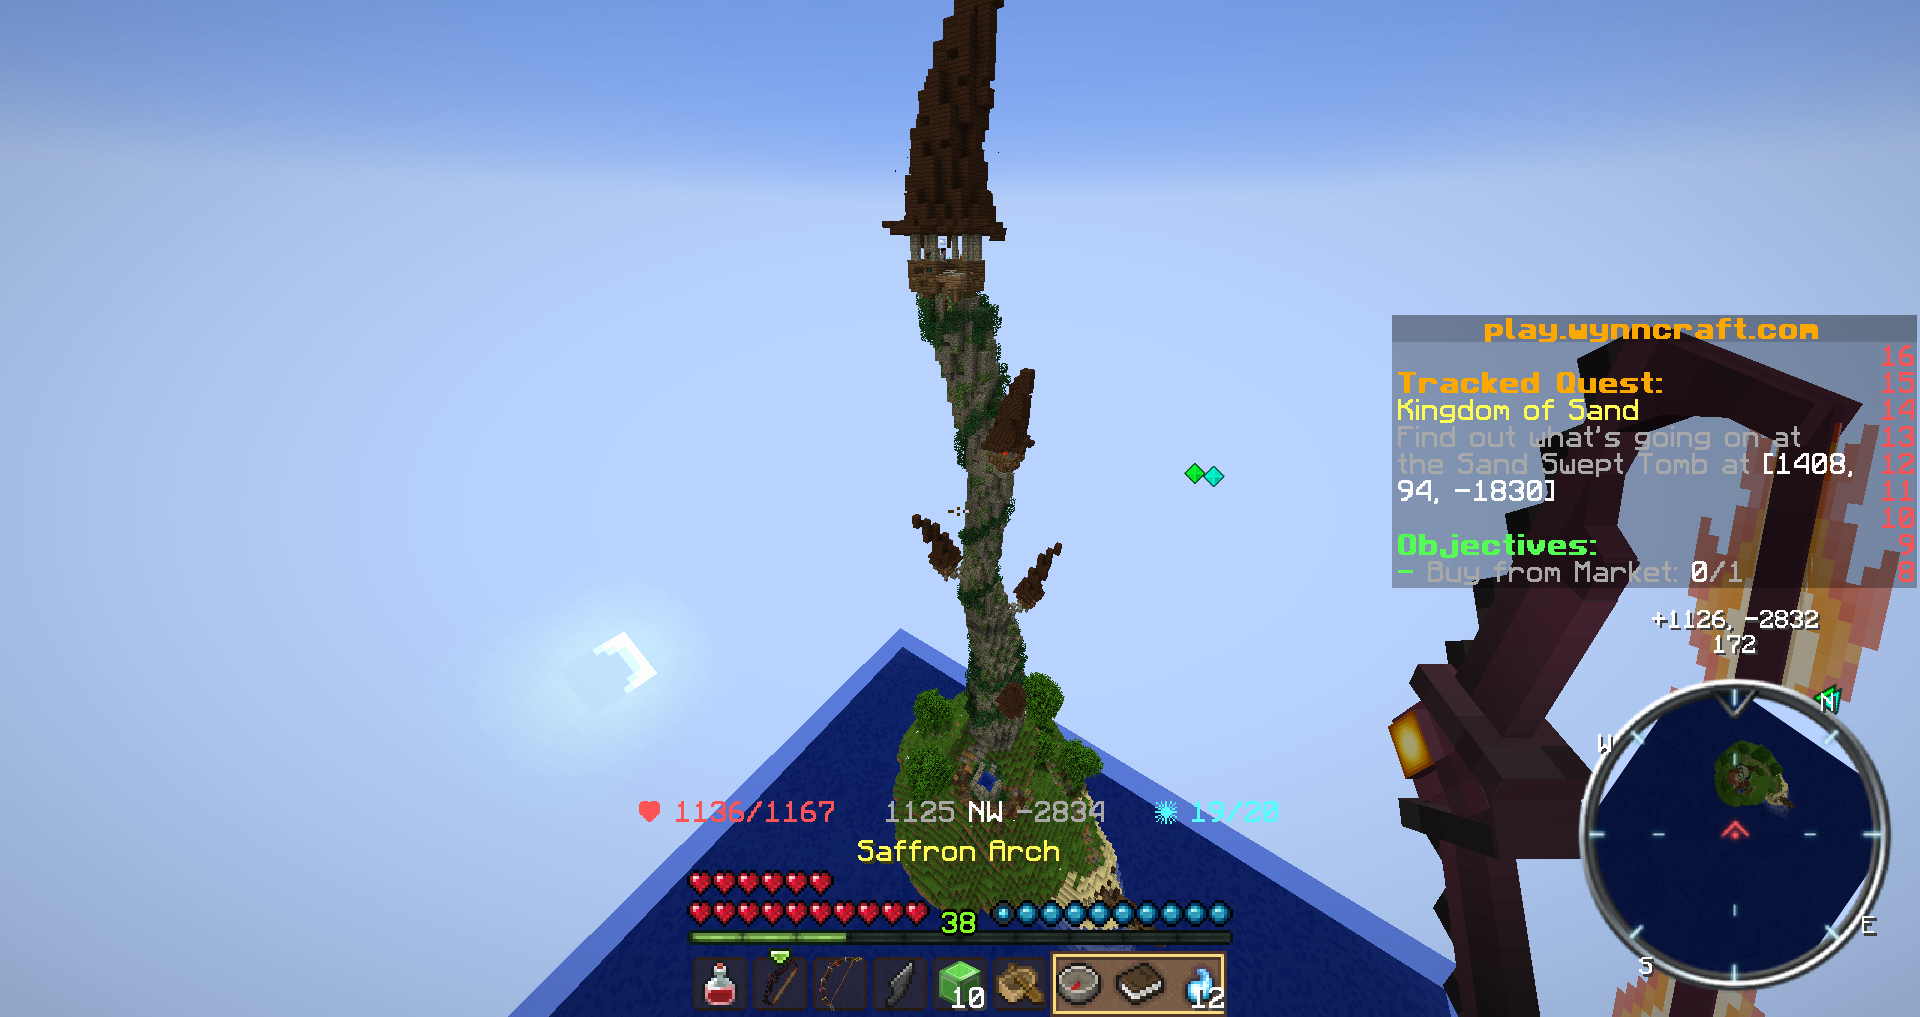 play.wynncraft.com
16
15
Tracked Quest:
Kingdom of Sand
14
Find out what's going on at
13
the Sand Swept Tomb at [1408,
12
94, -1830]
11
10
Objectives:
9
- Buy from Market: 0/1
8
+1126, -2832
172
N
W
E
S
1136/1167
1125 NW -2834
19/20
Saffron Arch
38
10
12